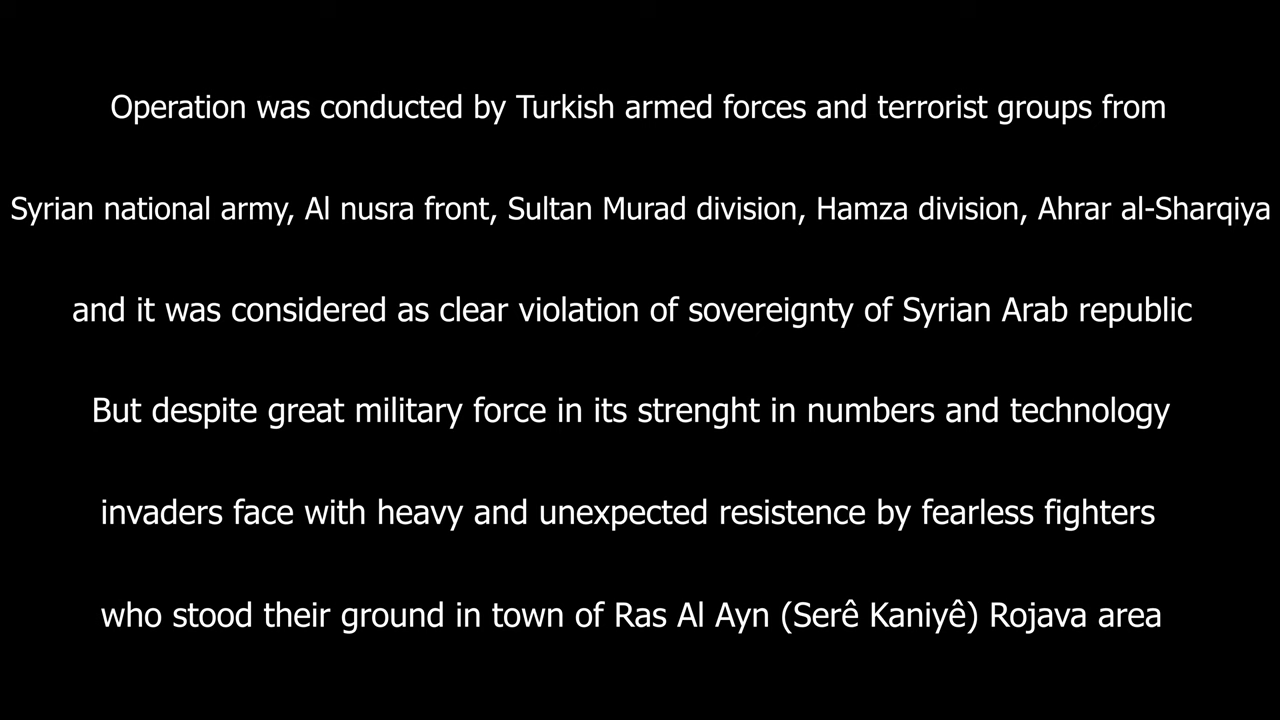 Operation was conducted by Turkish armed forces and terrorist groups from
Syrian national army, Al nusra front, Sultan Murad division, Hamza division, Ahrar al-Sharqiya
and it was considered as clear violation of sovereignty of Syrian Arab republic
But despite great military force in its strenght in numbers and technology
invaders face with heavy and unexpected resistence by fearless fighters
who stood their ground in town of Ras Al Ayn (Serê Kaniyê) Rojava area